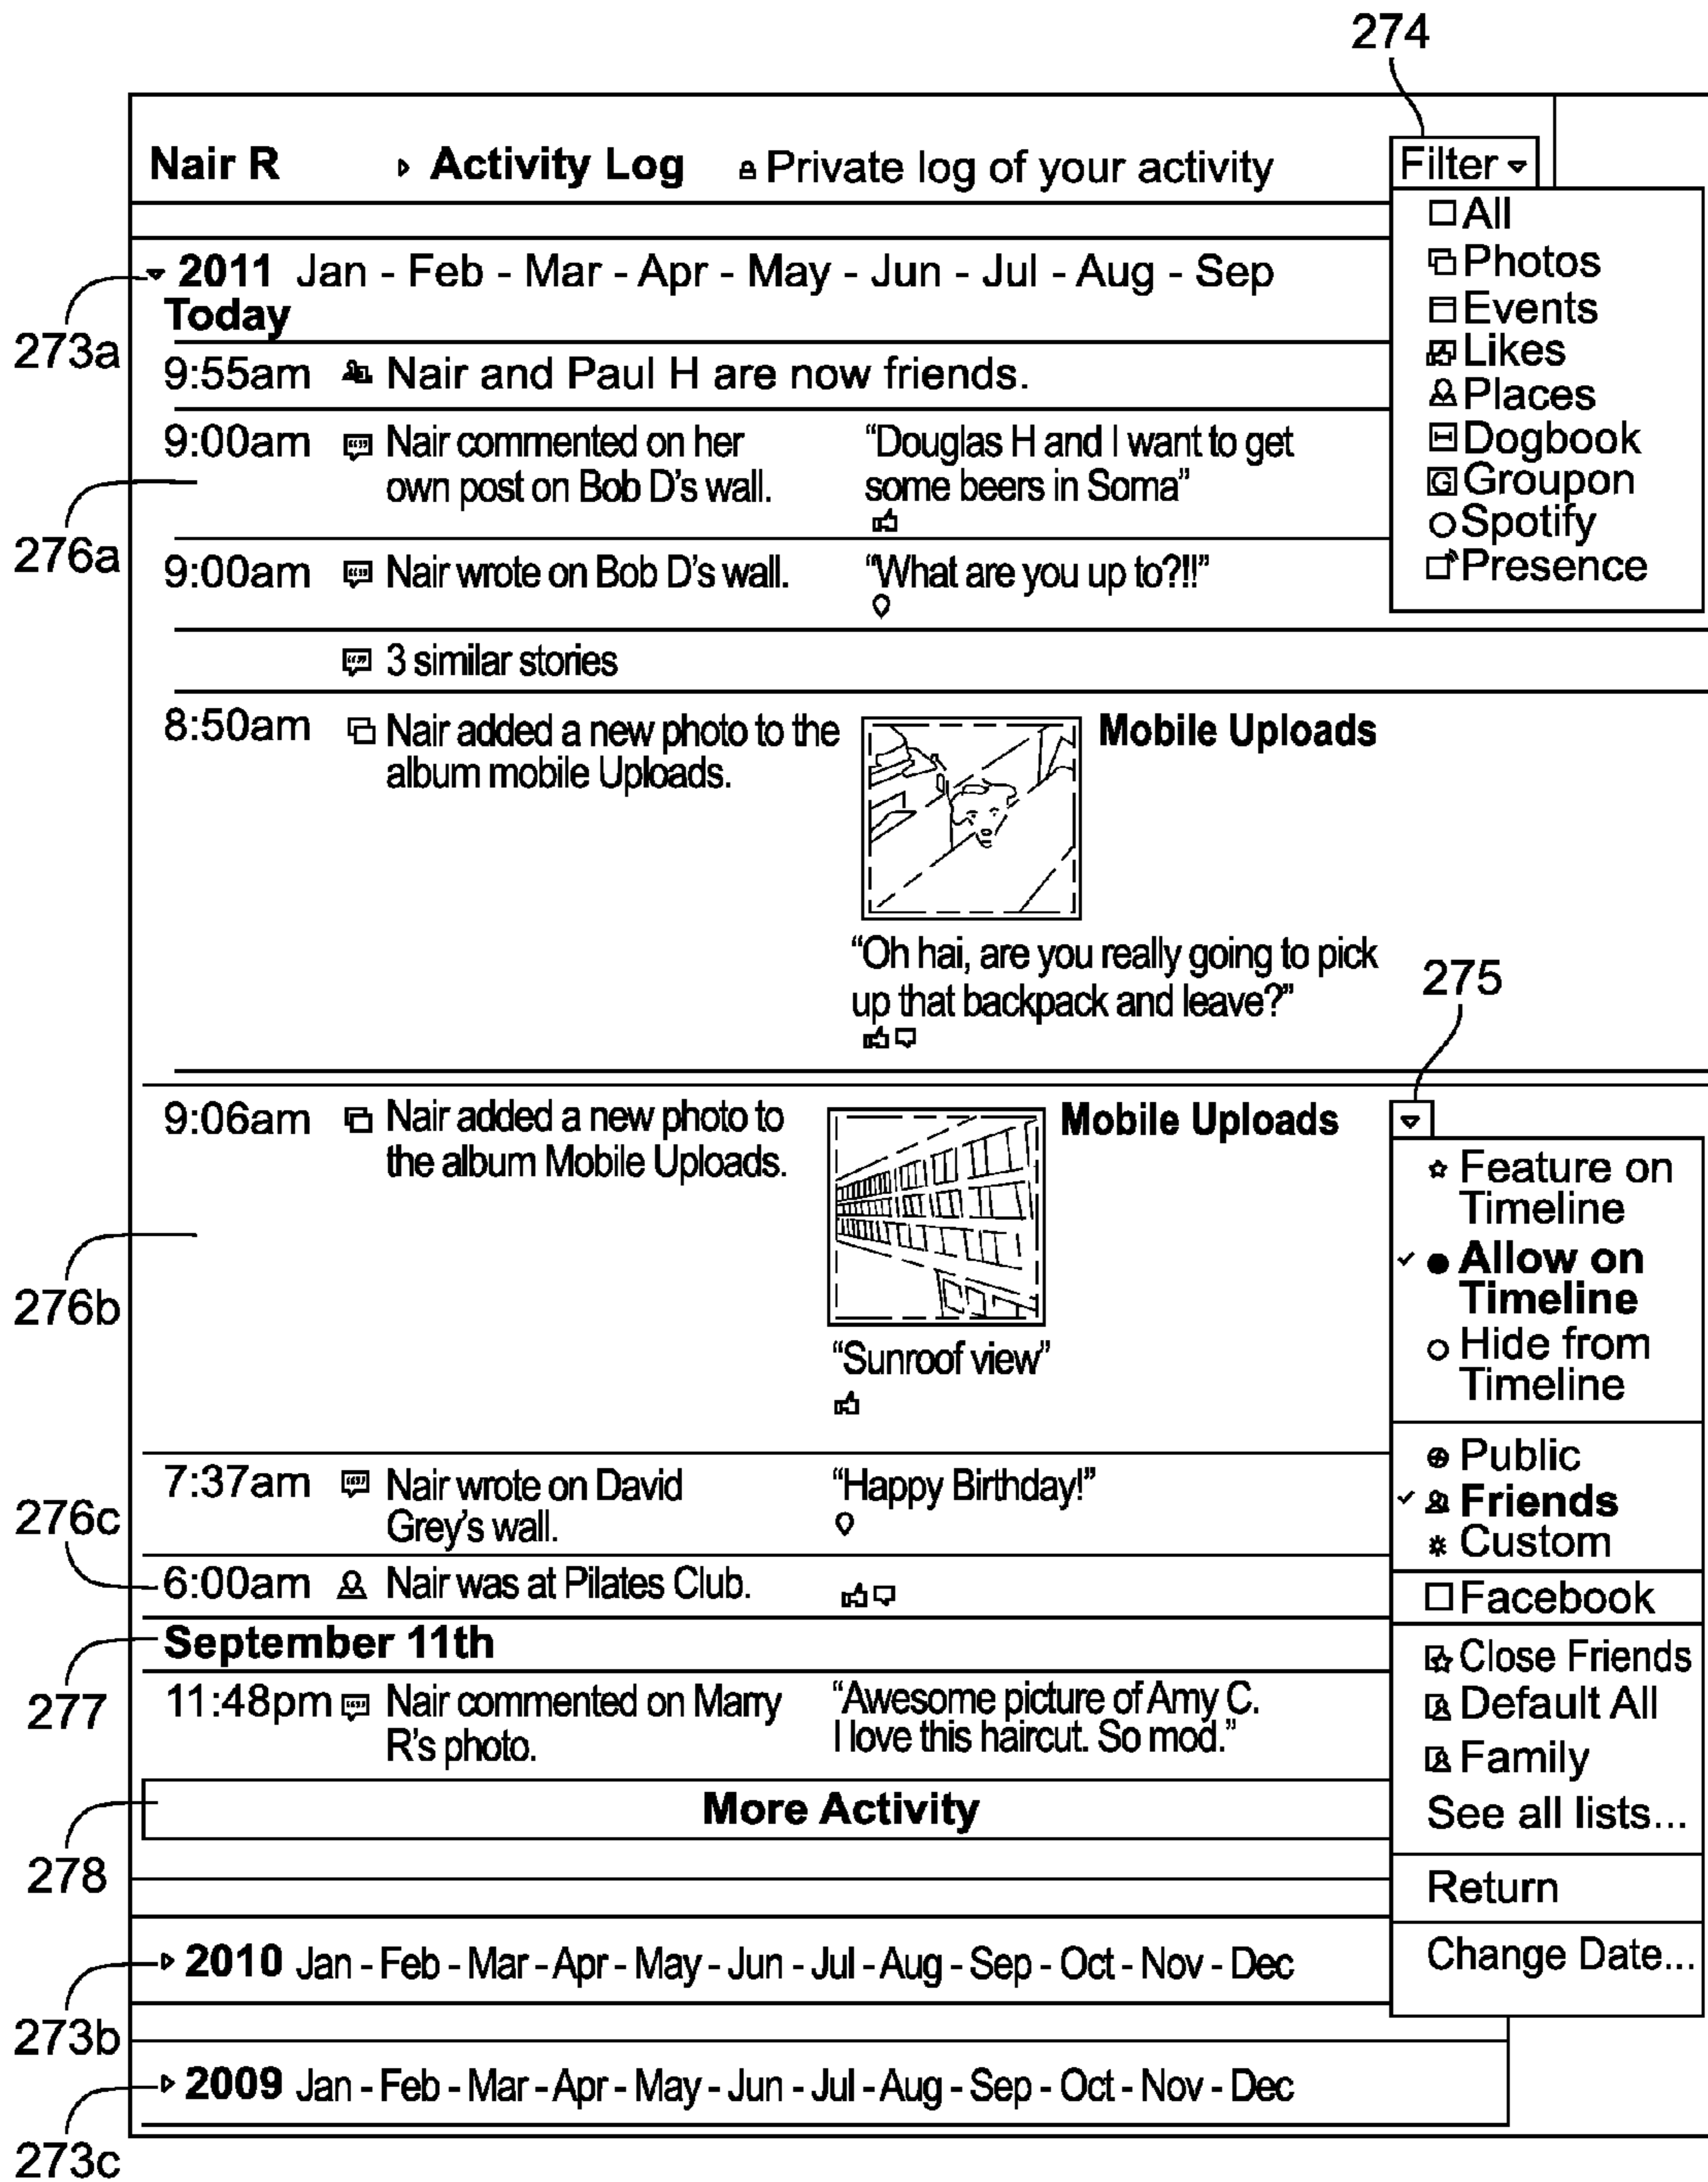 274
Nair R Activity Log Private log of your activity Filter
All
Photos
Events
Likes
Places
Dogbook
Groupon
Spotify
Presence
2011 Jan - Feb - Mar - Apr - May - Jun - Jul - Aug - Sep
Today
273a
9:55am Nair and Paul H are now friends.
9:00am Nair commented on her
own post on Bob D's wall.
“Douglas H and I want to get
some beers in Soma”
276a
9:00am Nair wrote on Bob D's wall. “What are you up to?!!”
3 similar stories
8:50am Nair added a new photo to the
album mobile Uploads.
Mobile Uploads
“Oh hai, are you really going to pick
up that backpack and leave?”
275
9:06am Nair added a new photo to
the album Mobile Uploads.
Mobile Uploads
“Sunroof view”
276b
Feature on
Timeline
Allow on
Timeline
Hide from
Timeline
Public
Friends
Custom
Facebook
Close Friends
Default All
Family
See all lists...
Return
Change Date...
7:37am Nair wrote on David
Grey's wall.
“Happy Birthday!”
276c
6:00am Nair was at Pilates Club.
September 11th
277
11:48pm Nair commented on Marry
R's photo.
“Awesome picture of Amy C.
I love this haircut. So mod.”
More Activity
278
2010 Jan - Feb - Mar - Apr - May - Jun - Jul - Aug - Sep - Oct - Nov - Dec
273b
2009 Jan - Feb - Mar - Apr - May - Jun - Jul - Aug - Sep - Oct - Nov - Dec
273c